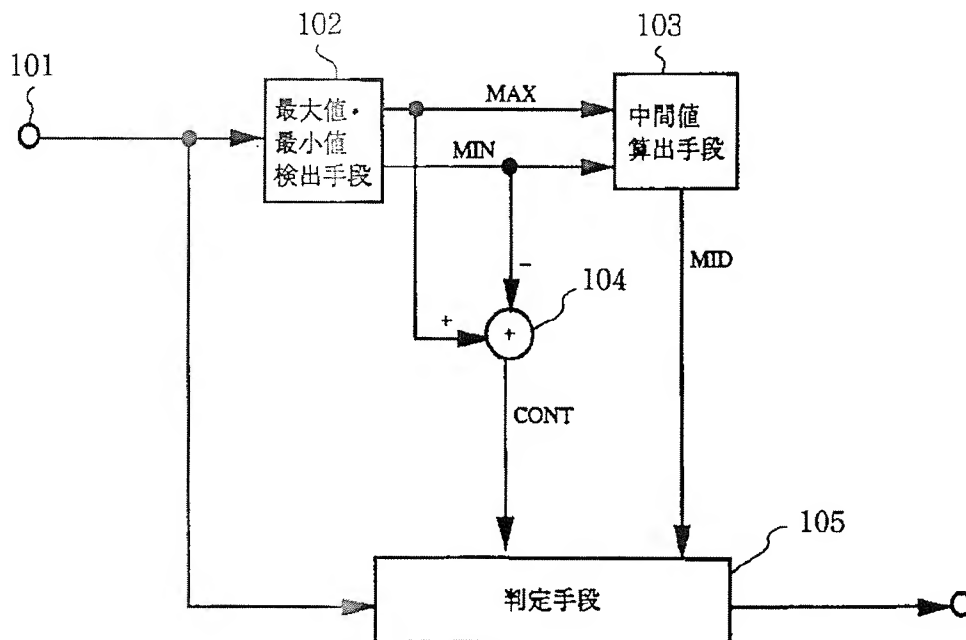 101
102
103
最大値・
最小値
検出手段
MAX
MIN
中間値
算出手段
MID
−
+
+
104
CONT
105
判定手段